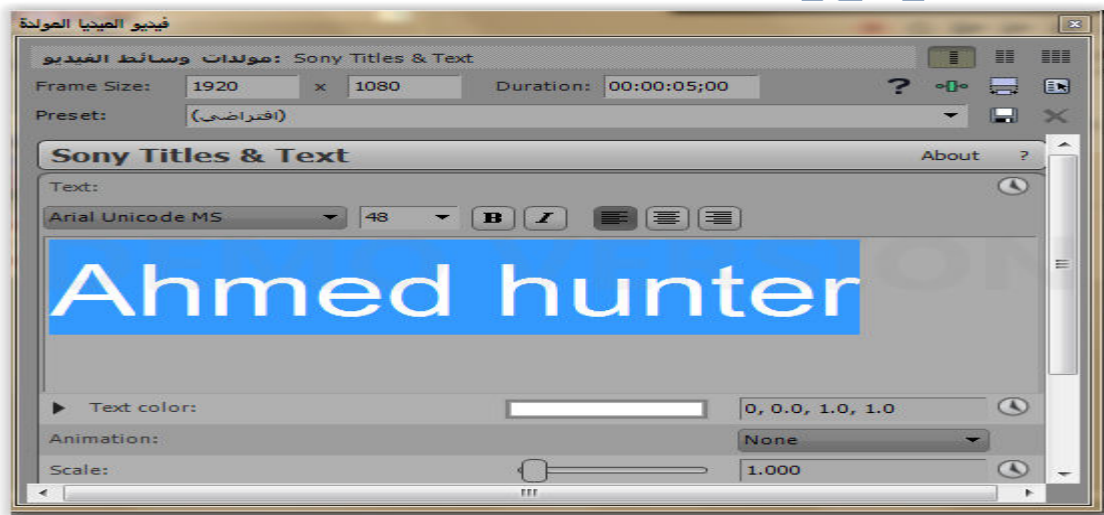 فيديو الميديا المولدة
مولدات وسائط الفيديو: Sony Titles & Text
Frame Size: 1920 x 1080 Duration: 00:00:05;00 ?
Preset: (افتراضي)
Sony Titles & Text About ?
Text:
Arial Unicode MS 48 B I
Ahmed hunter
Text color: 0, 0.0, 1.0, 1.0
Animation: None
Scale: 1.000